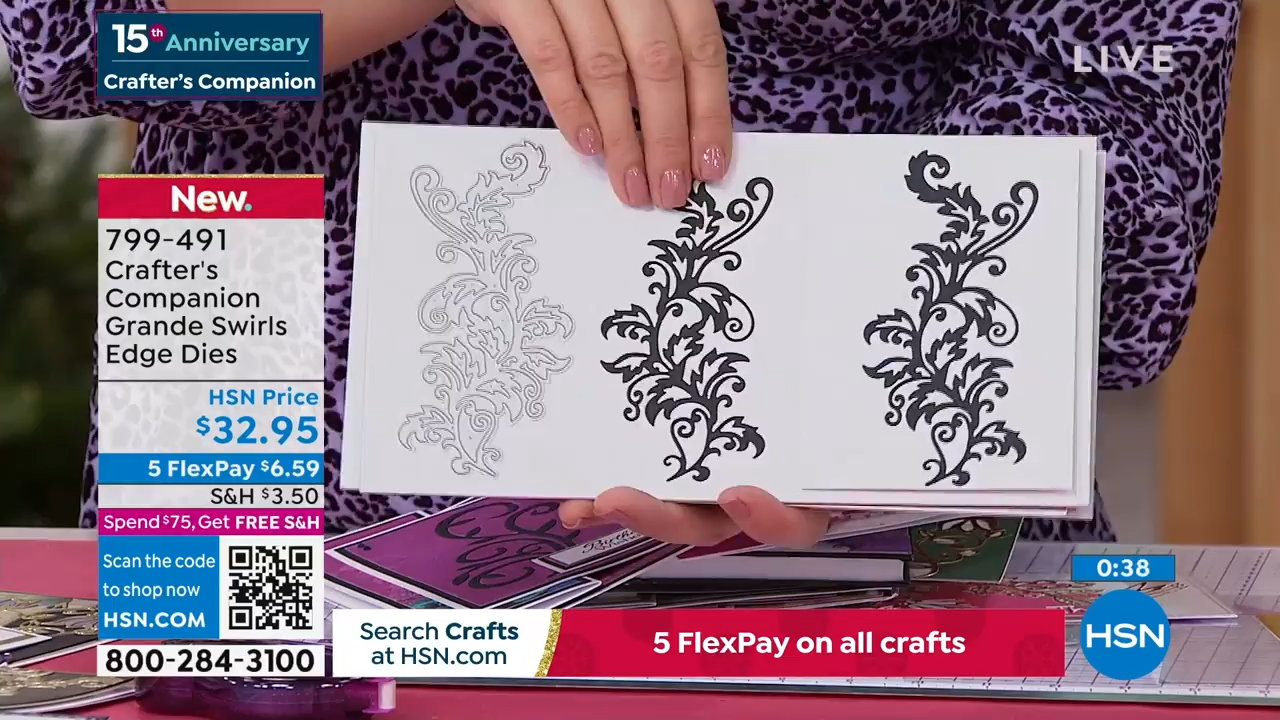 15th Anniversary
Crafter's Companion
LIVE
New.
799-491
Crafter's
Companion
Grande Swirls
Edge Dies
HSN Price
$32.95
5 FlexPay $6.59
S&H $3.50
Spend $75, Get FREE S&H
Scan the code
to shop now
HSN.COM
800-284-3100
Search Crafts
at HSN.com
5 FlexPay on all crafts
0:38
HSN